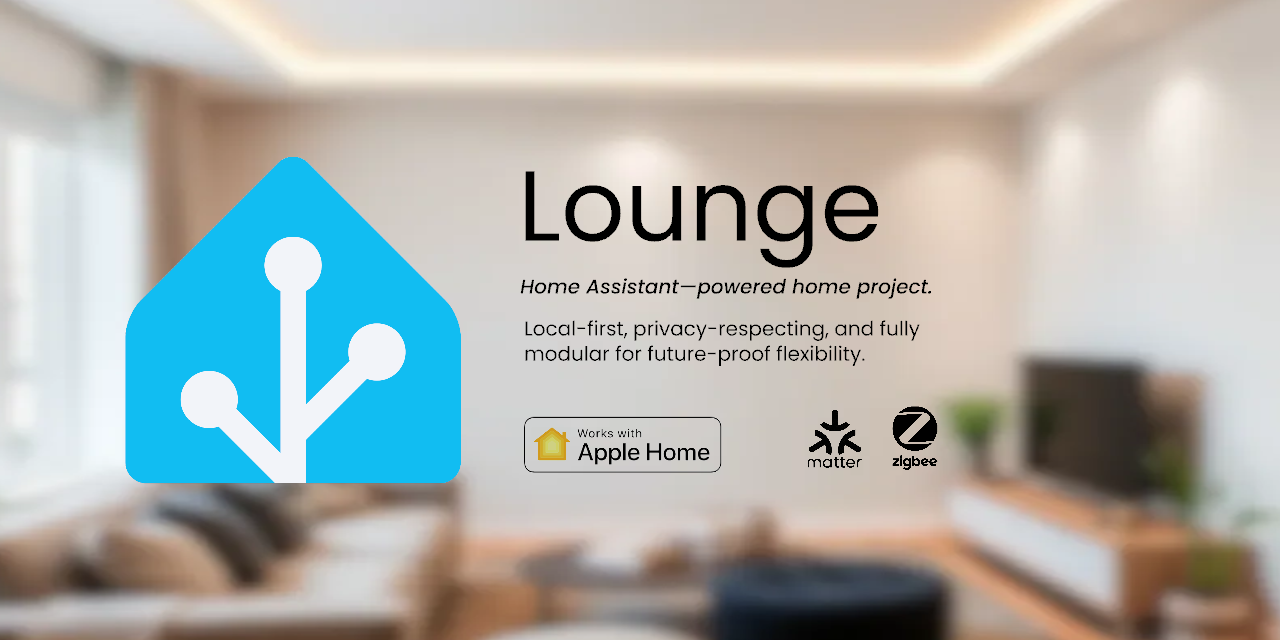 Lounge
Home Assistant—powered home project.
Local-first, privacy-respecting, and fully
modular for future-proof flexibility.
Works with
Apple Home
matter
zigbee